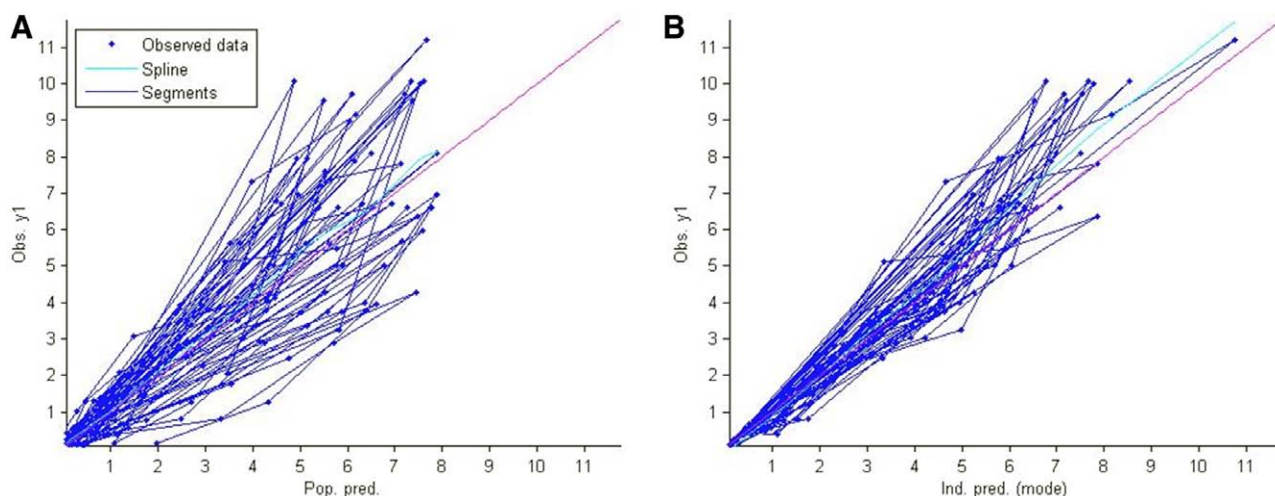 A
Observed data
Spline
Segments
11
10
9
8
7
6
5
4
3
2
1
Obs. y1
1 2 3 4 5 6 7 8 9 10 11
Pop. pred.
B
11
10
9
8
7
6
5
4
3
2
1
Obs. y1
1 2 3 4 5 6 7 8 9 10 11
Ind. pred. (mode)